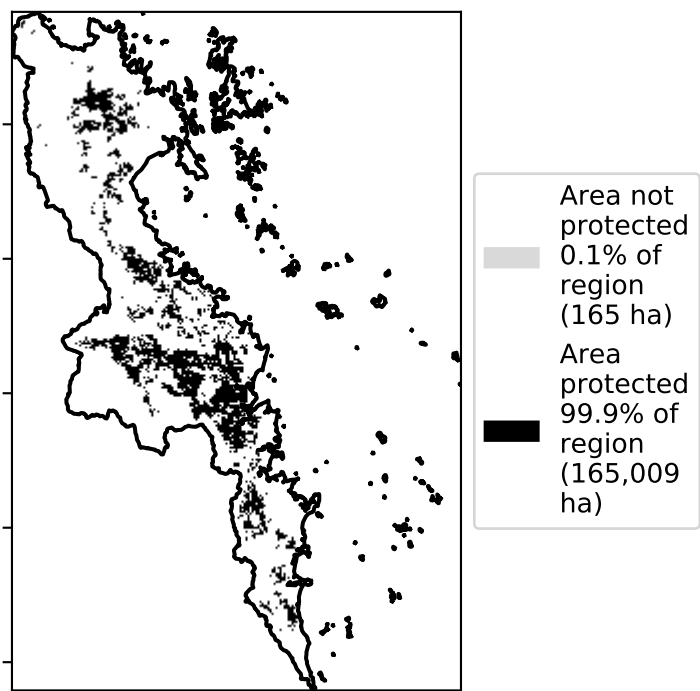 Area not
protected
0.1% of
region
(165 ha)
Area
protected
99.9% of
region
(165,009
ha)